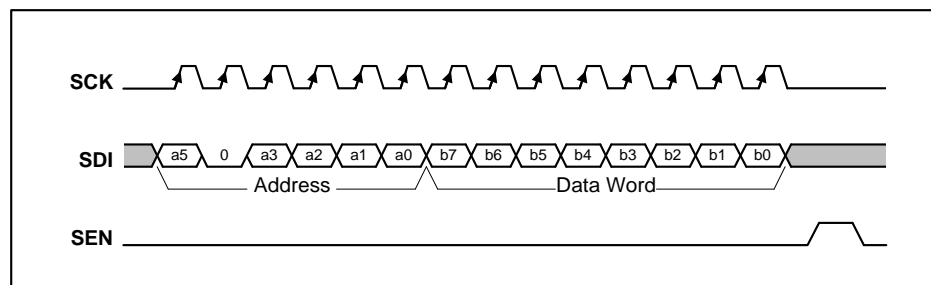 SCK
SDI a5 0 a3 a2 a1 a0 b7 b6 b5 b4 b3 b2 b1 b0
Address Data Word
SEN